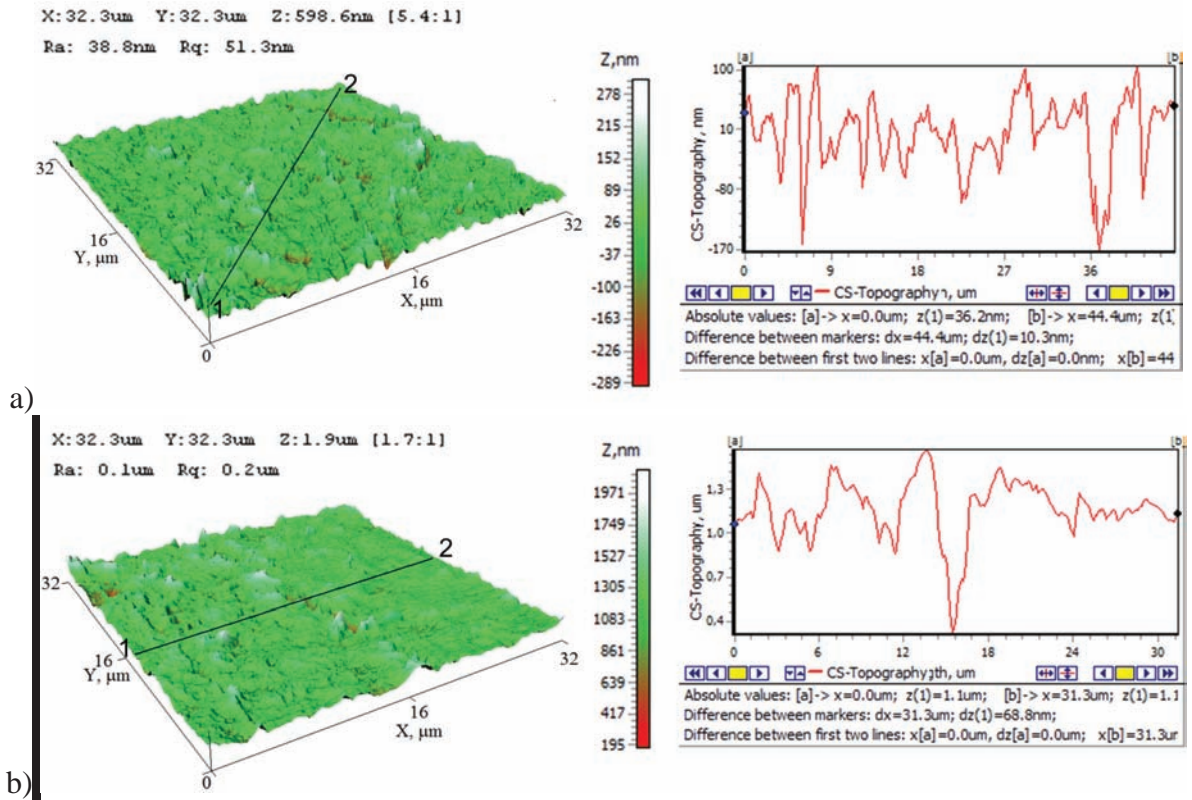 X:32.3um Y:32.3um Z:598.6nm [5.4:1]
Ra: 38.8nm Rq: 51.3nm
2
32
16
Y, μm
1
0
16
X, μm
32
Z,nm
278
215
152
89
26
-37
-100
-163
-226
-289
[a] [b]
CS-Topography, nm
100
10
-80
-170
0 9 18 27 36
CS-Topography, um
Absolute values: [a]-> x=0.0um; z(1)=36.2nm; [b]-> x=44.4um; z(1
Difference between markers: dx=44.4um; dz(1)=10.3nm;
Difference between first two lines: x[a]=0.0um, dz[a]=0.0nm; x[b]=44
a)
X:32.3um Y:32.3um Z:1.9um [1.7:1]
Ra: 0.1um Rq: 0.2um
2
32
1
16
Y, μm
0
16
X, μm
32
Z,nm
1971
1749
1527
1305
1083
861
639
417
195
[a] [b]
CS-Topography, um
1.3
1.0
0.7
0.4
0 6 12 18 24 30
CS-Topography th, um
Absolute values: [a]-> x=0.0um; z(1)=1.1um; [b]-> x=31.3um; z(1)=1.1
Difference between markers: dx=31.3um; dz(1)=68.8nm;
Difference between first two lines: x[a]=0.0um, dz[a]=0.0um; x[b]=31.3ur
b)